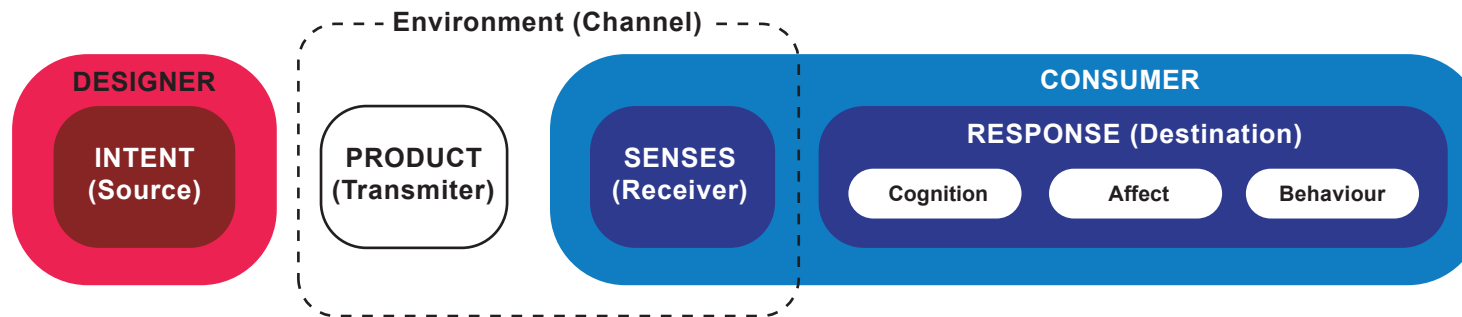 Environment (Channel)
DESIGNER
INTENT
(Source)
PRODUCT
(Transmiter)
SENSES
(Receiver)
CONSUMER
RESPONSE (Destination)
Cognition
Affect
Behaviour